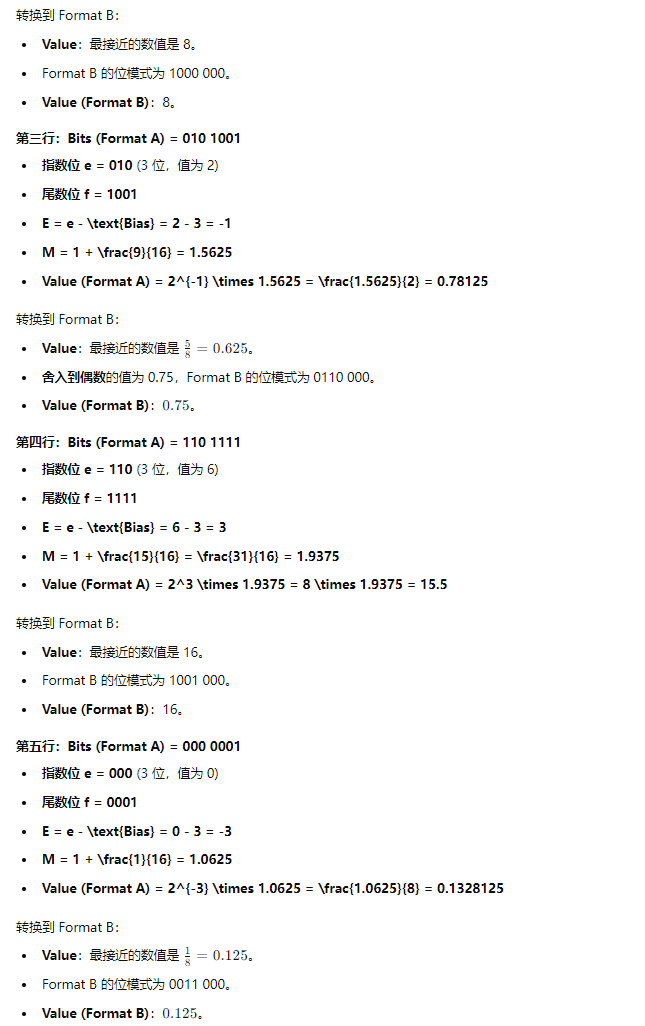 转换到 Format B：
• Value：最接近的数值是 8。
• Format B 的位模式为 1000 000。
• Value (Format B)：8。
第三行：Bits (Format A) = 010 1001
• 指数位 e = 010 (3 位，值为 2)
• 尾数位 f = 1001
• E = e - \text{Bias} = 2 - 3 = -1
• M = 1 + \frac{9}{16} = 1.5625
• Value (Format A) = 2^{-1} \times 1.5625 = \frac{1.5625}{2} = 0.78125
转换到 Format B：
• Value：最接近的数值是 5/8 = 0.625。
• 舍入到偶数的值为 0.75，Format B 的位模式为 0110 000。
• Value (Format B)：0.75。
第四行：Bits (Format A) = 110 1111
• 指数位 e = 110 (3 位，值为 6)
• 尾数位 f = 1111
• E = e - \text{Bias} = 6 - 3 = 3
• M = 1 + \frac{15}{16} = \frac{31}{16} = 1.9375
• Value (Format A) = 2^3 \times 1.9375 = 8 \times 1.9375 = 15.5
转换到 Format B：
• Value：最接近的数值是 16。
• Format B 的位模式为 1001 000。
• Value (Format B)：16。
第五行：Bits (Format A) = 000 0001
• 指数位 e = 000 (3 位，值为 0)
• 尾数位 f = 0001
• E = e - \text{Bias} = 0 - 3 = -3
• M = 1 + \frac{1}{16} = 1.0625
• Value (Format A) = 2^{-3} \times 1.0625 = \frac{1.0625}{8} = 0.1328125
转换到 Format B：
• Value：最接近的数值是 1/8 = 0.125。
• Format B 的位模式为 0011 000。
• Value (Format B)：0.125。